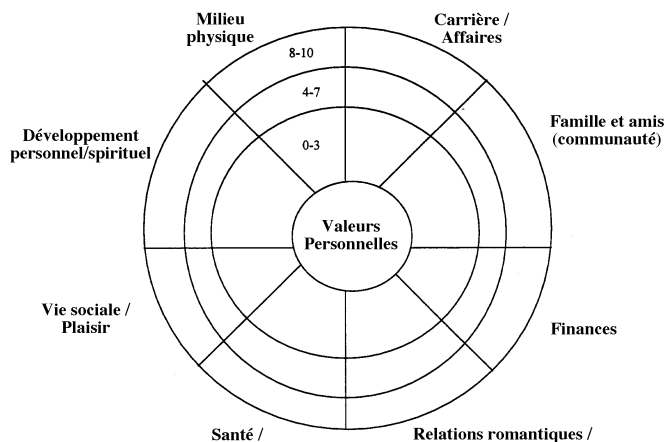 Milieu
physique
Carrière /
Affaires
8-10
4-7
0-3
Développement
personnel/spirituel
Famille et amis
(communauté)
Valeurs
Personnelles
Vie sociale /
Plaisir
Finances
Santé /
Relations romantiques /